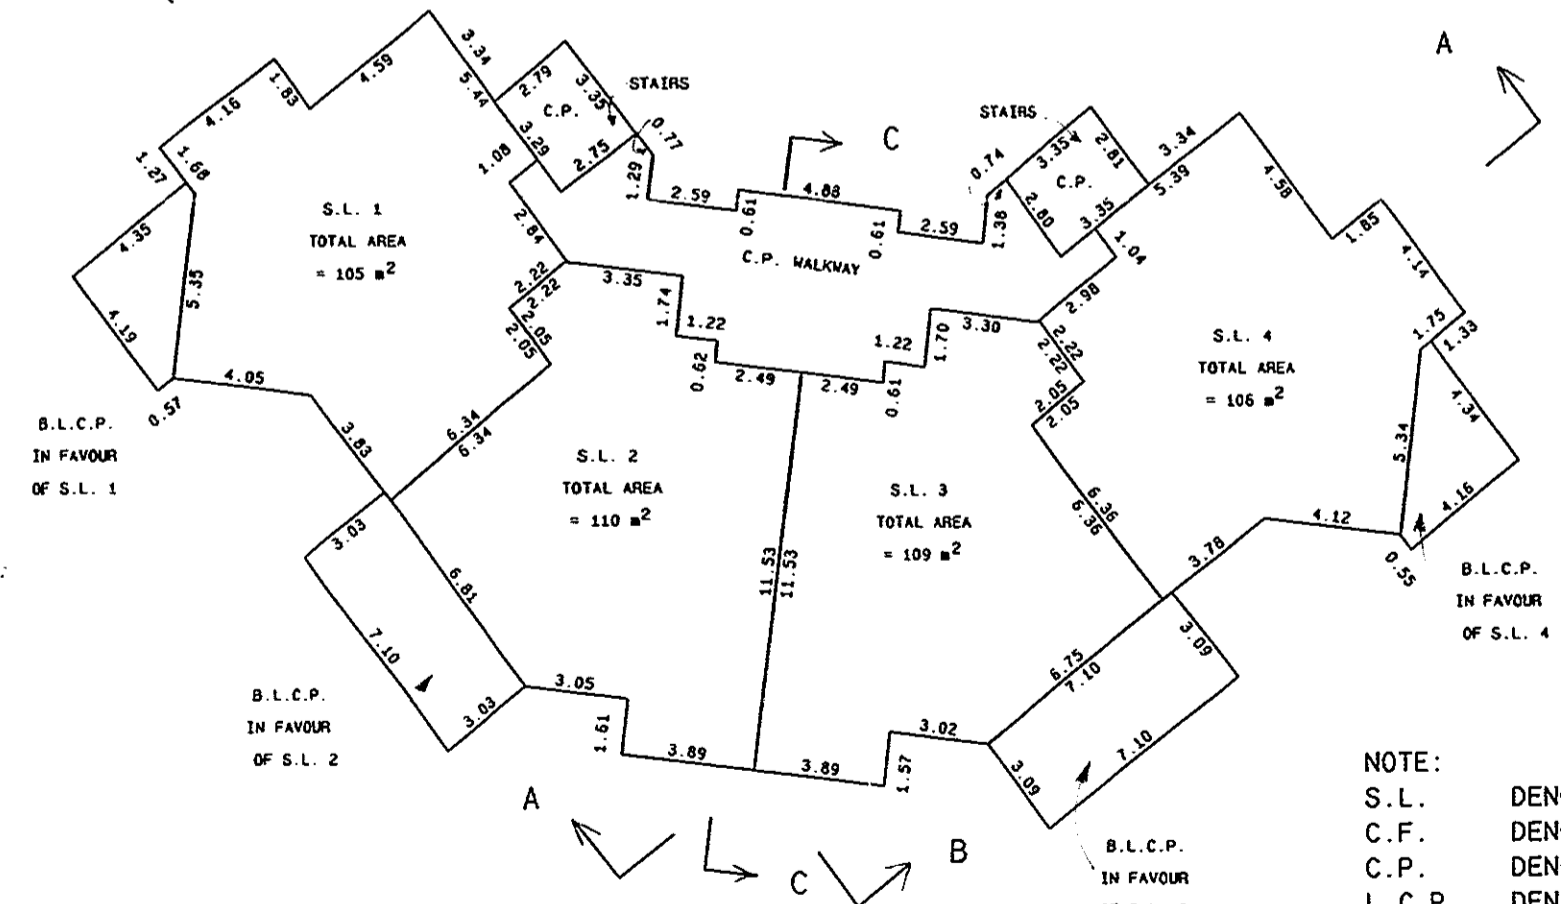 3.34
4.59
5.44
2.79
3.35
STAIRS
C.P.
1.83
4.16
1.68
1.27
3.29
1.08
2.75
0.77
1.29
2.59
0.61
4.88
C
0.61
2.59
1.38
0.74
STAIRS
3.35
C.P.
2.81
2.80
3.35
3.34
5.39
4.58
1.85
4.14
A
S.L. 1
TOTAL AREA
= 105 m²
4.35
5.35
4.19
2.84
2.22
2.22
2.05
2.05
3.35
1.74
1.22
0.62
2.49
C.P. WALKWAY
2.49
0.61
1.22
1.70
3.30
1.04
2.98
2.22
2.22
2.05
2.05
S.L. 4
TOTAL AREA
= 106 m²
1.75
1.33
4.34
5.34
4.16
4.05
0.57
3.83
B.L.C.P.
IN FAVOUR
OF S.L. 1
6.34
6.34
S.L. 2
TOTAL AREA
= 110 m²
11.53
11.53
S.L. 3
TOTAL AREA
= 109 m²
6.36
6.36
3.78
4.12
0.55
B.L.C.P.
IN FAVOUR
OF S.L. 4
3.03
6.81
7.10
3.03
B.L.C.P.
IN FAVOUR
OF S.L. 2
3.05
1.61
3.89
3.89
1.57
3.02
6.75
7.10
3.09
7.10
3.09
B.L.C.P.
IN FAVOUR
A
C
B
NOTE:
S.L. DEN
C.F. DEN
C.P. DEN
L.C.P. DEN